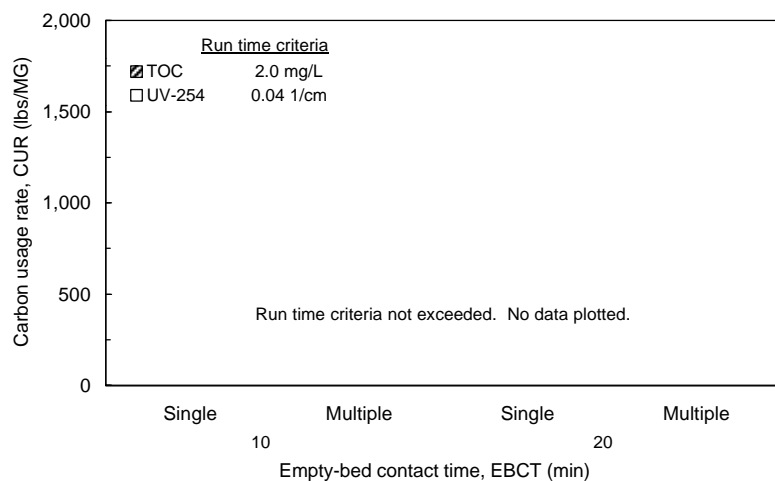 2,000
Run time criteria
TOC 2.0 mg/L
UV-254 0.04 1/cm
1,500
1,000
500
0
Carbon usage rate, CUR (lbs/MG)
Run time criteria not exceeded. No data plotted.
Single Multiple Single Multiple
10 20
Empty-bed contact time, EBCT (min)